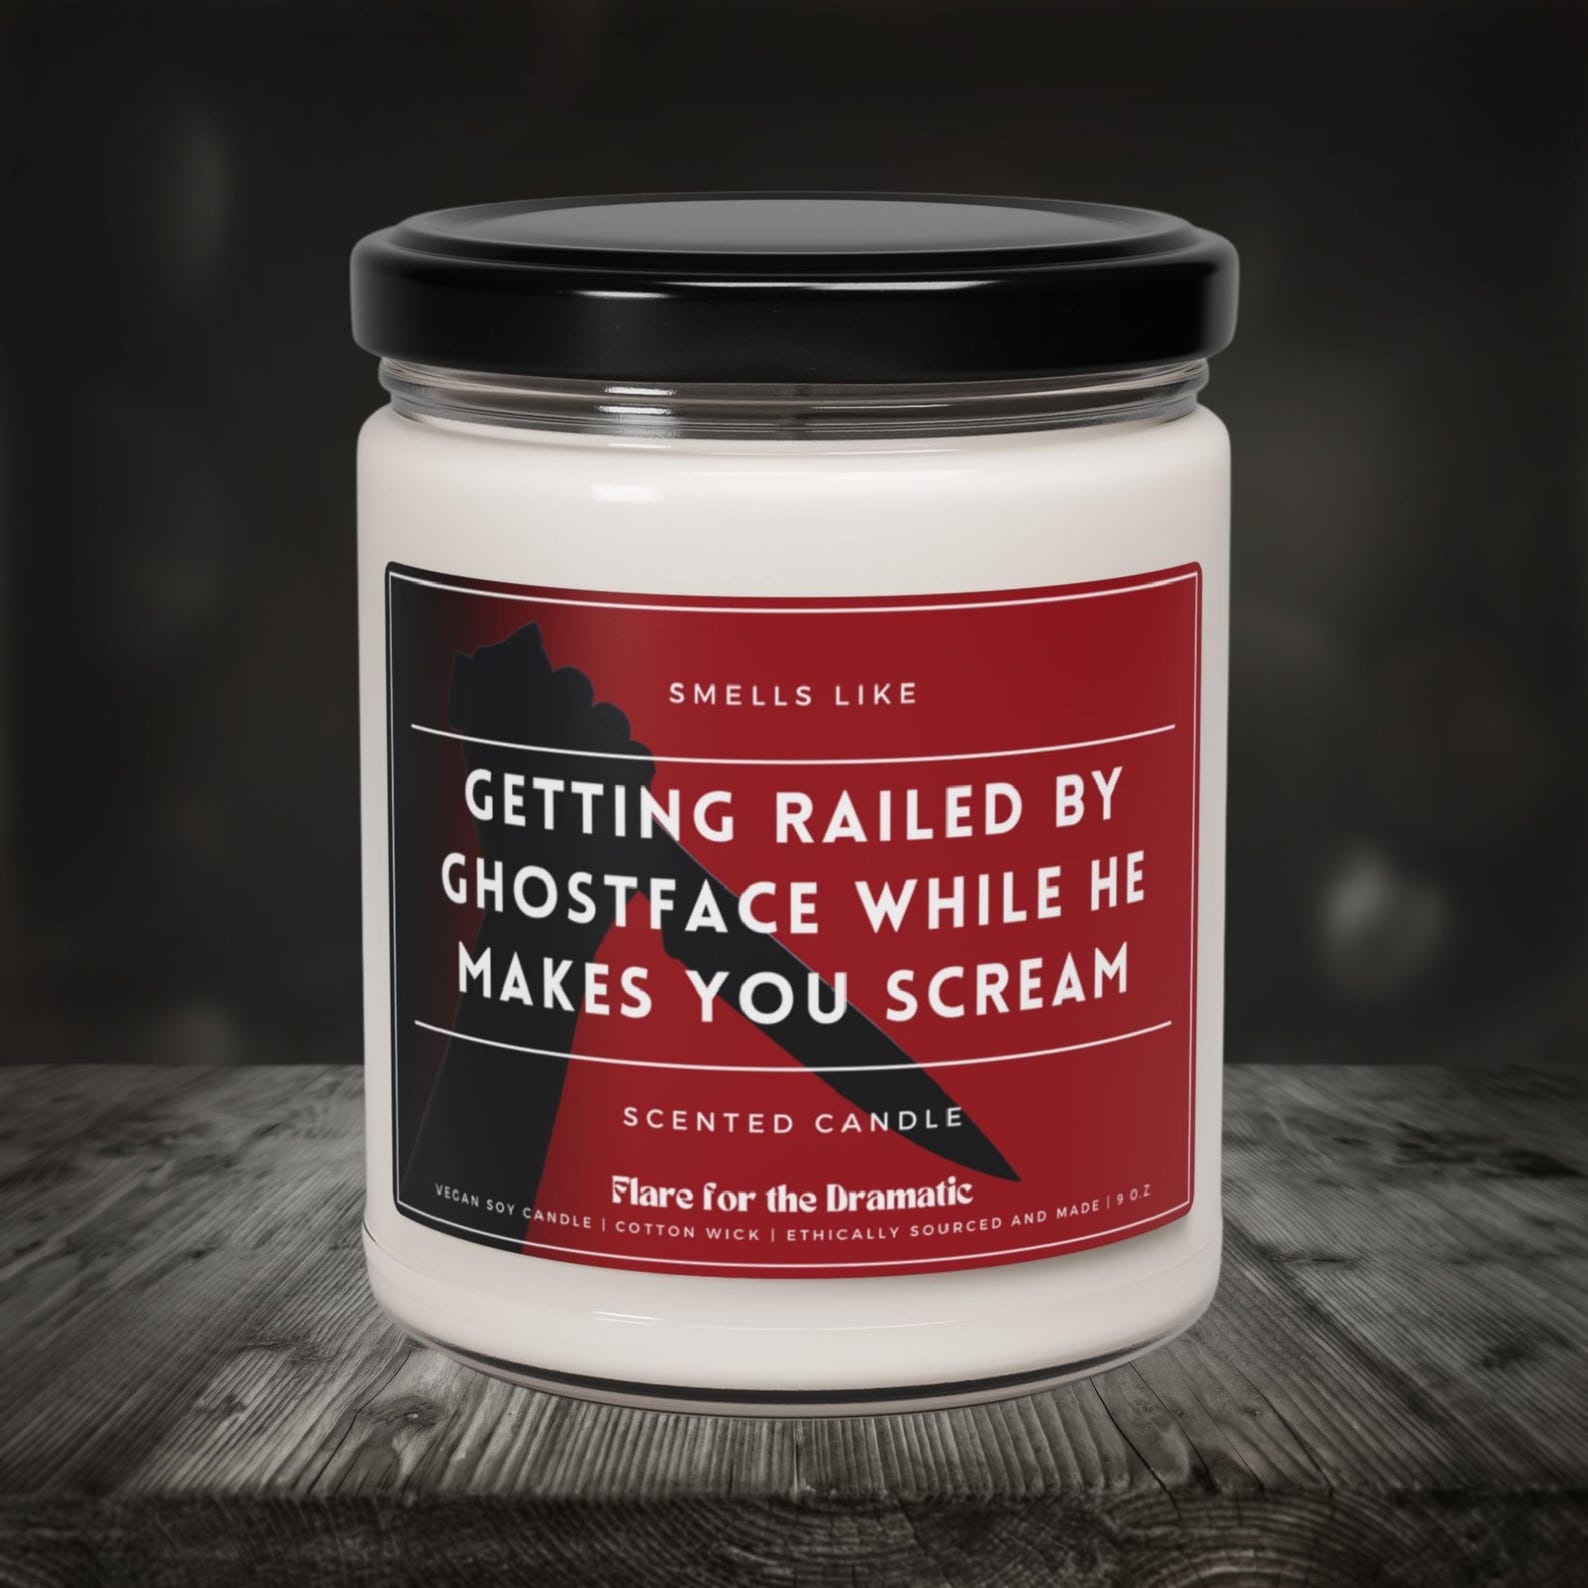 SMELLS LIKE
GETTING RAILED BY
GHOSTFACE WHILE HE
MAKES YOU SCREAM
SCENTED CANDLE
Flare for the Dramatic
VEGAN SOY CANDLE | COTTON WICK | ETHICALLY SOURCED AND MADE | 9 O.Z